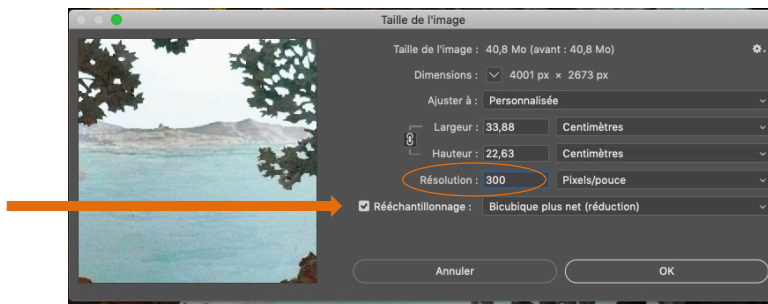 Taille de l'image
Taille de l'image : 40,8 Mo (avant : 40,8 Mo)
Dimensions : 4001 px × 2673 px
Ajuster à : Personnalisée
Largeur : 33,88 Centimètres
Hauteur : 22,63 Centimètres
Résolution : 300 Pixels/pouce
Rééchantillonnage : Bicubique plus net (réduction)
Annuler OK